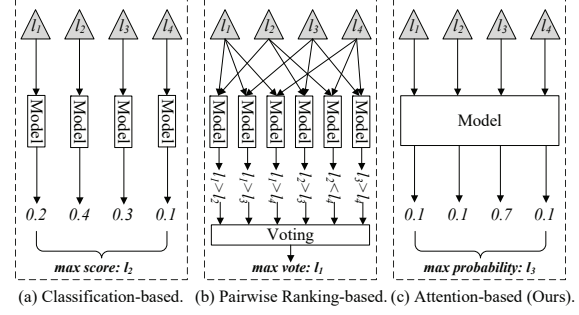 l1 l2 l3 l4
Model Model Model Model
0.2 0.4 0.3 0.1
max score: l2
(a) Classification-based.
l1 l2 l3 l4
Model Model Model Model Model Model
l1>l2 l1>l3 l1>l4 l2>l3 l2<l4 l3>l4
Voting
max vote: l1
(b) Pairwise Ranking-based.
l1 l2 l3 l4
Model
0.1 0.1 0.7 0.1
max probability: l3
(c) Attention-based (Ours).